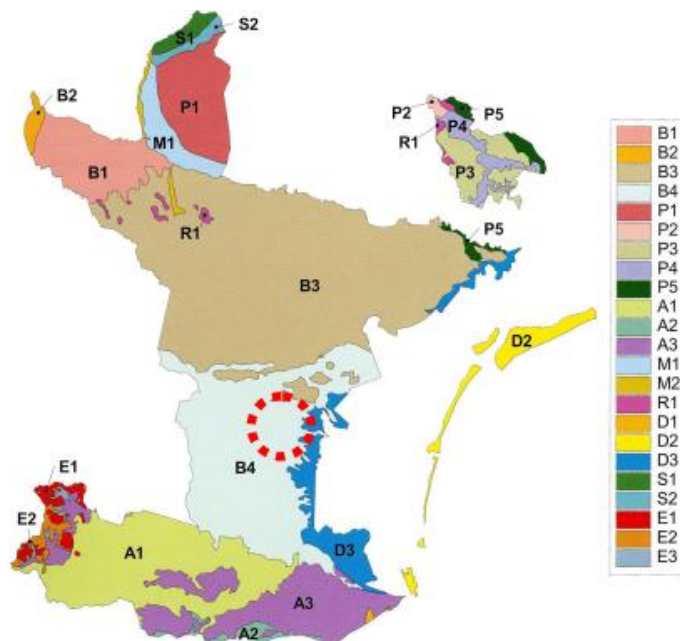 S2
S1
B2
P1
P2
P5
P4
R1
M1
P3
B1
R1
P5
B3
D2
B4
E1
E2
A1
D3
A3
A2
B1
B2
B3
B4
P1
P2
P3
P4
P5
A1
A2
A3
M1
M2
R1
D1
D2
D3
S1
S2
E1
E2
E3